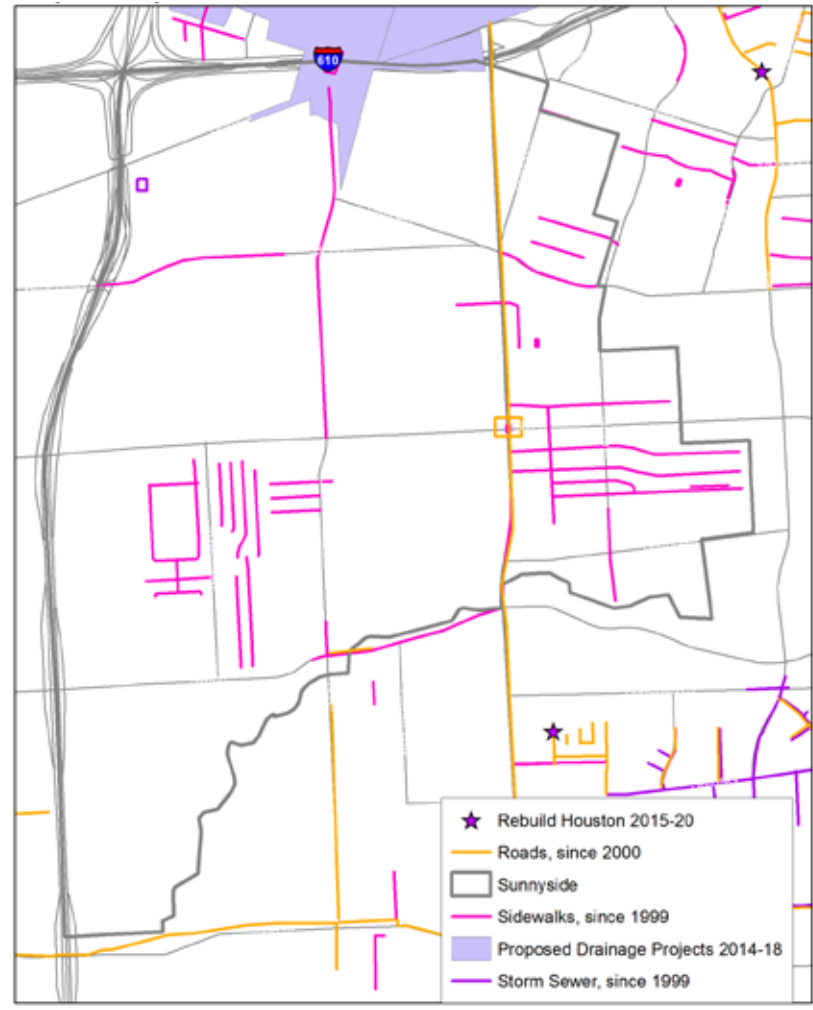 610
Rebuild Houston 2015-20
Roads, since 2000
Sunnyside
Sidewalks, since 1999
Proposed Drainage Projects 2014-18
Storm Sewer, since 1999